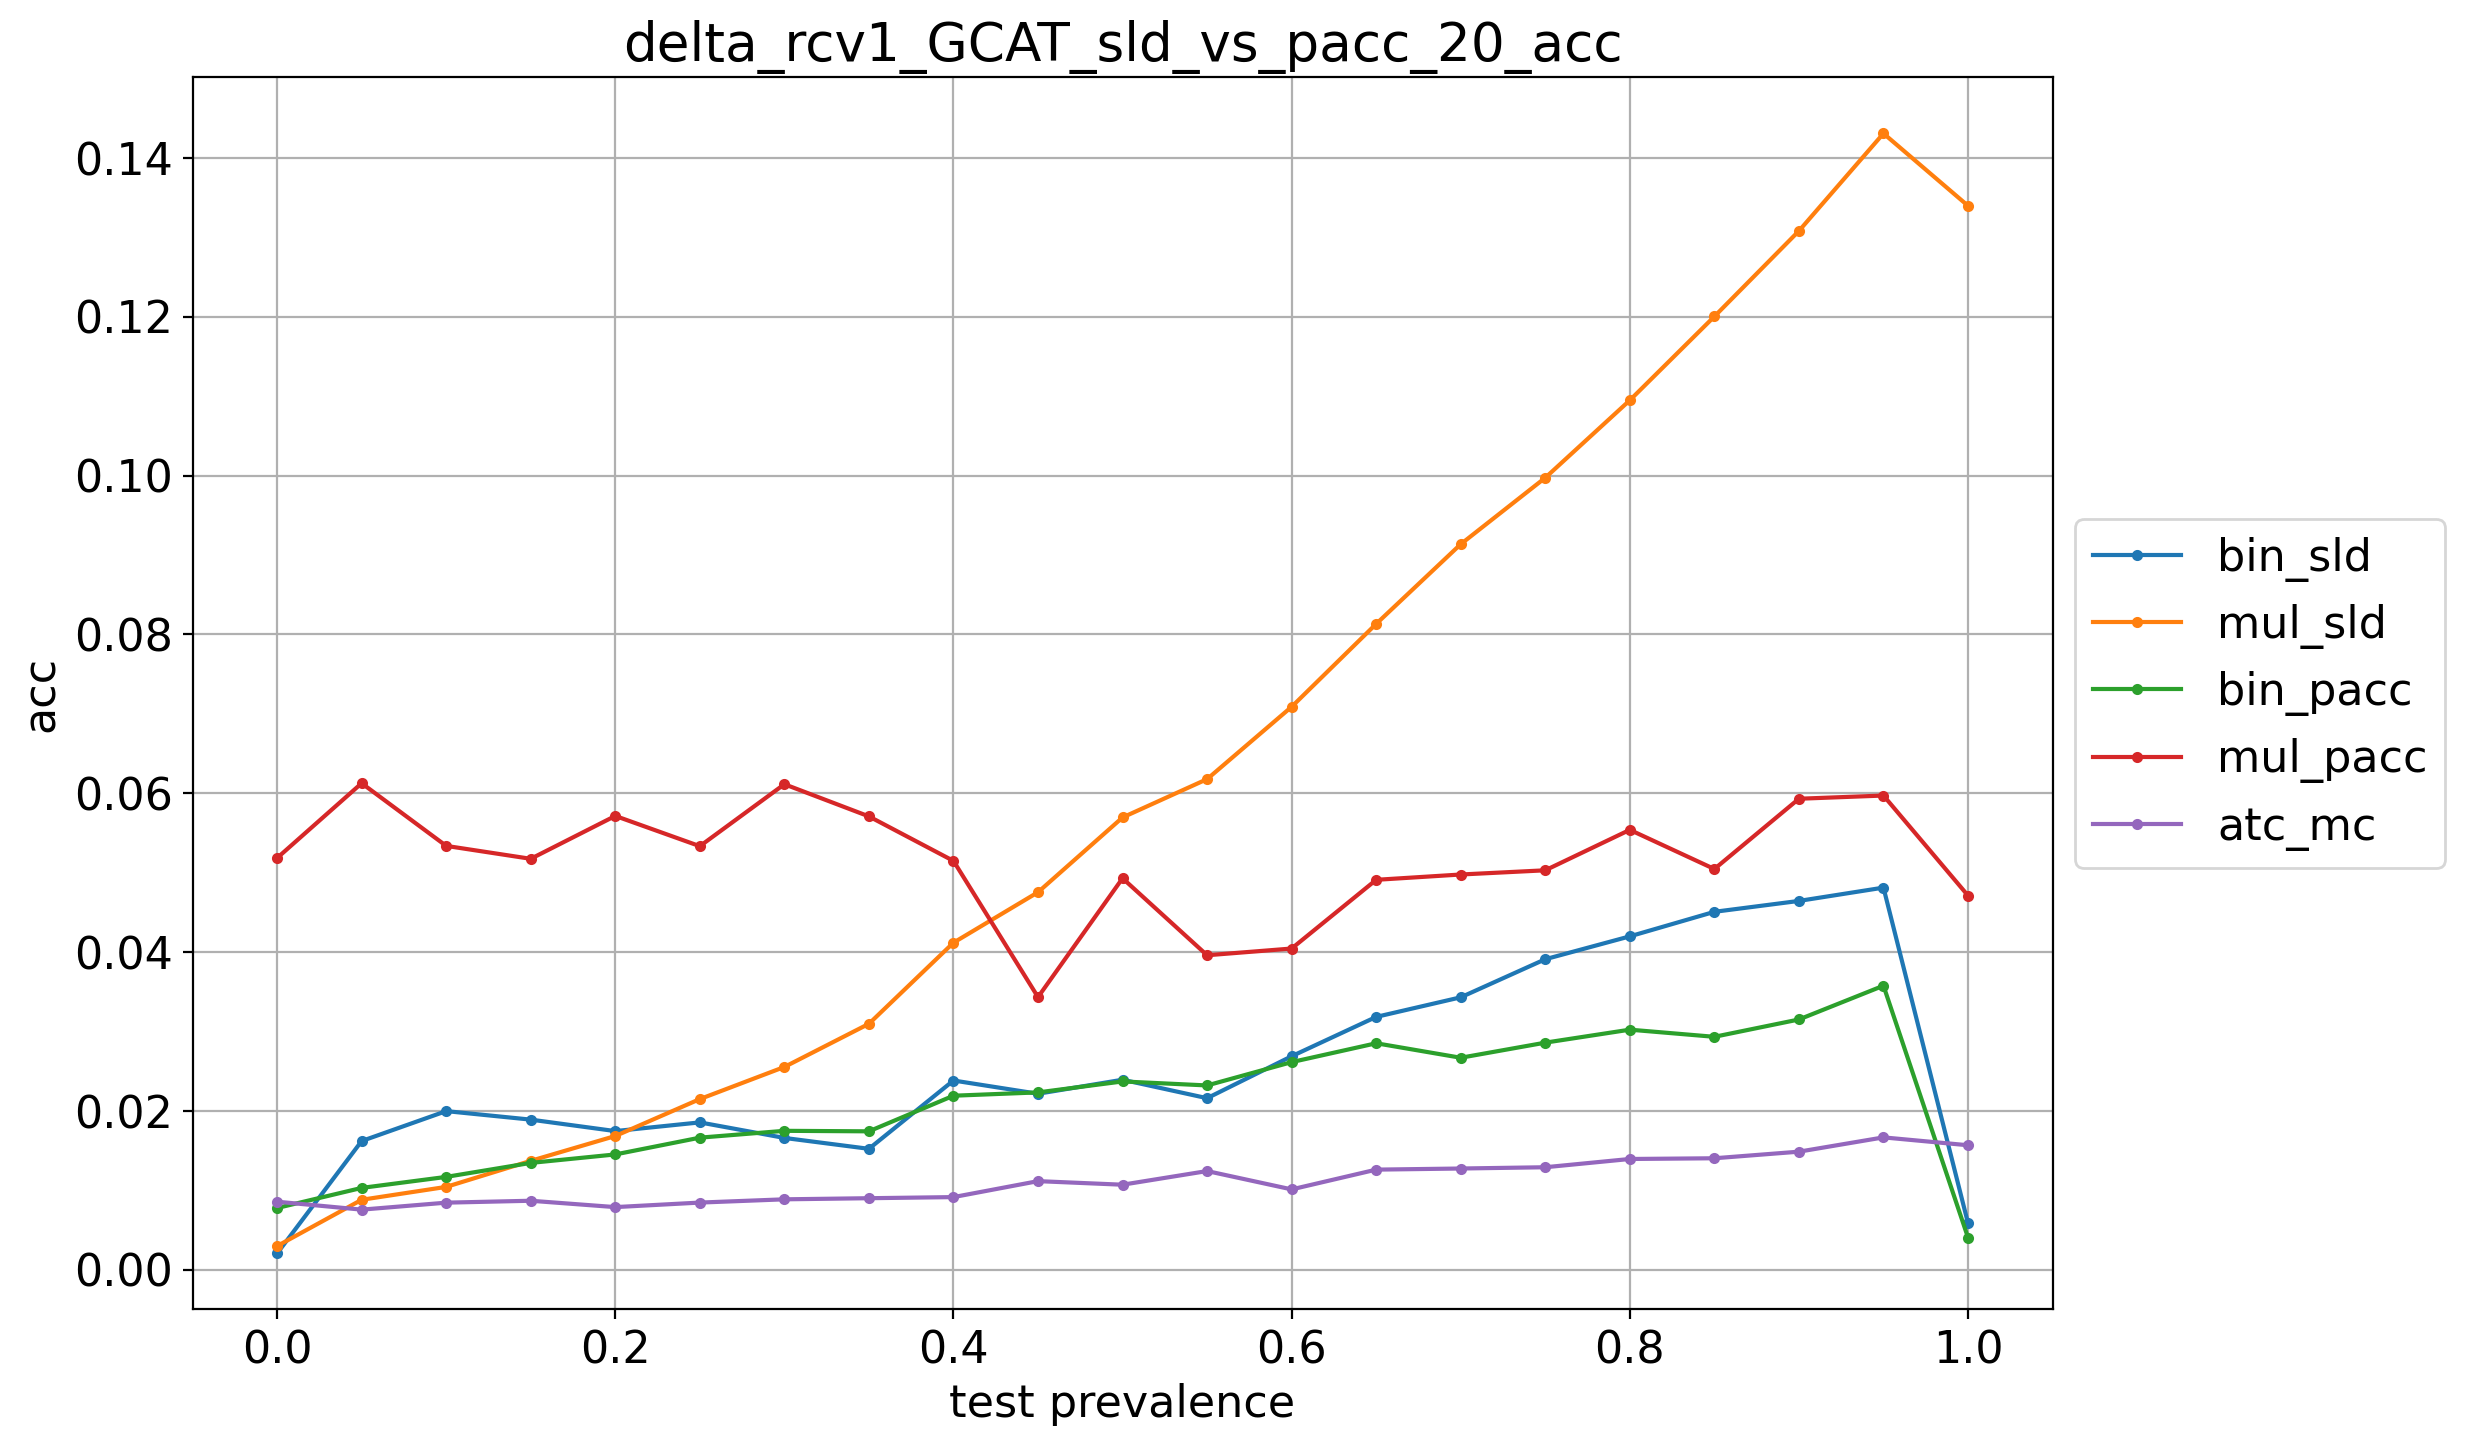 delta_rcv1_GCAT_sld_vs_pacc_20_acc
0.14
0.12
0.10
0.08
0.06
0.04
0.02
0.00
acc
0.0 0.2 0.4 0.6 0.8 1.0
test prevalence
bin_sld
mul_sld
bin_pacc
mul_pacc
atc_mc